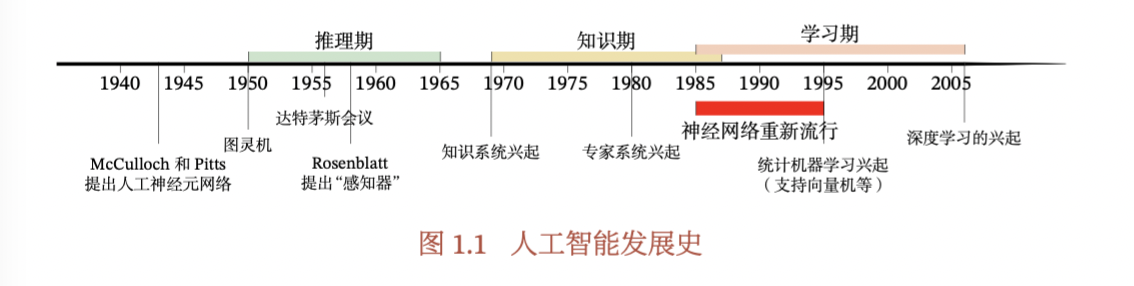 推理期
知识期
学习期
1940 1945 1950 1955 1960 1965 1970 1975 1980 1985 1990 1995 2000 2005
McCulloch 和 Pitts
提出人工神经元网络
图灵机
达特茅斯会议
Rosenblatt
提出“感知器”
知识系统兴起
专家系统兴起
神经网络重新流行
统计机器学习兴起
（支持向量机等）
深度学习的兴起
图 1.1 人工智能发展史